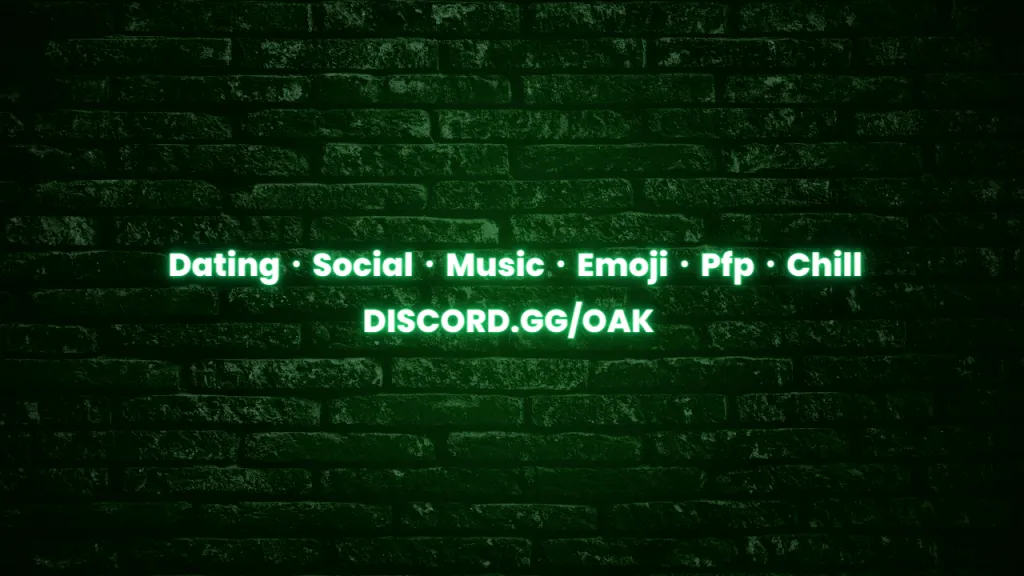 Dating · Social · Music · Emoji · Pfp · Chill
DISCORD.GG/OAK